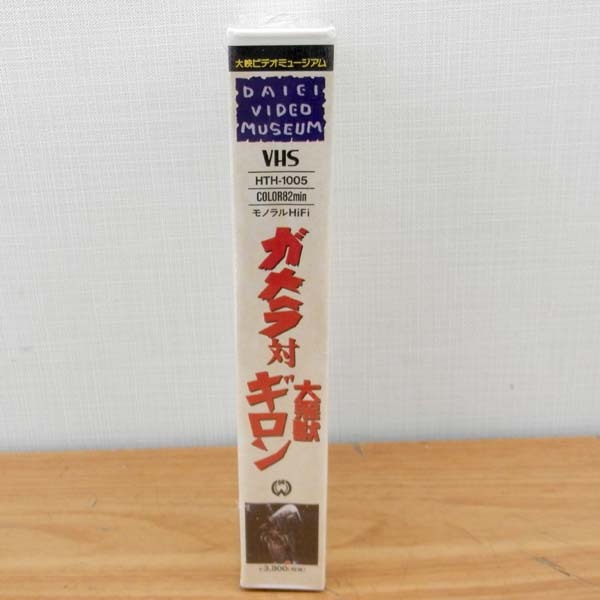 大映ビデオミュージアム
DAIEI
VIDEO
MUSEUM
VHS
HTH-1005
COLOR82min
モノラルHiFi
ガメラ対
大悪獣
ギロン